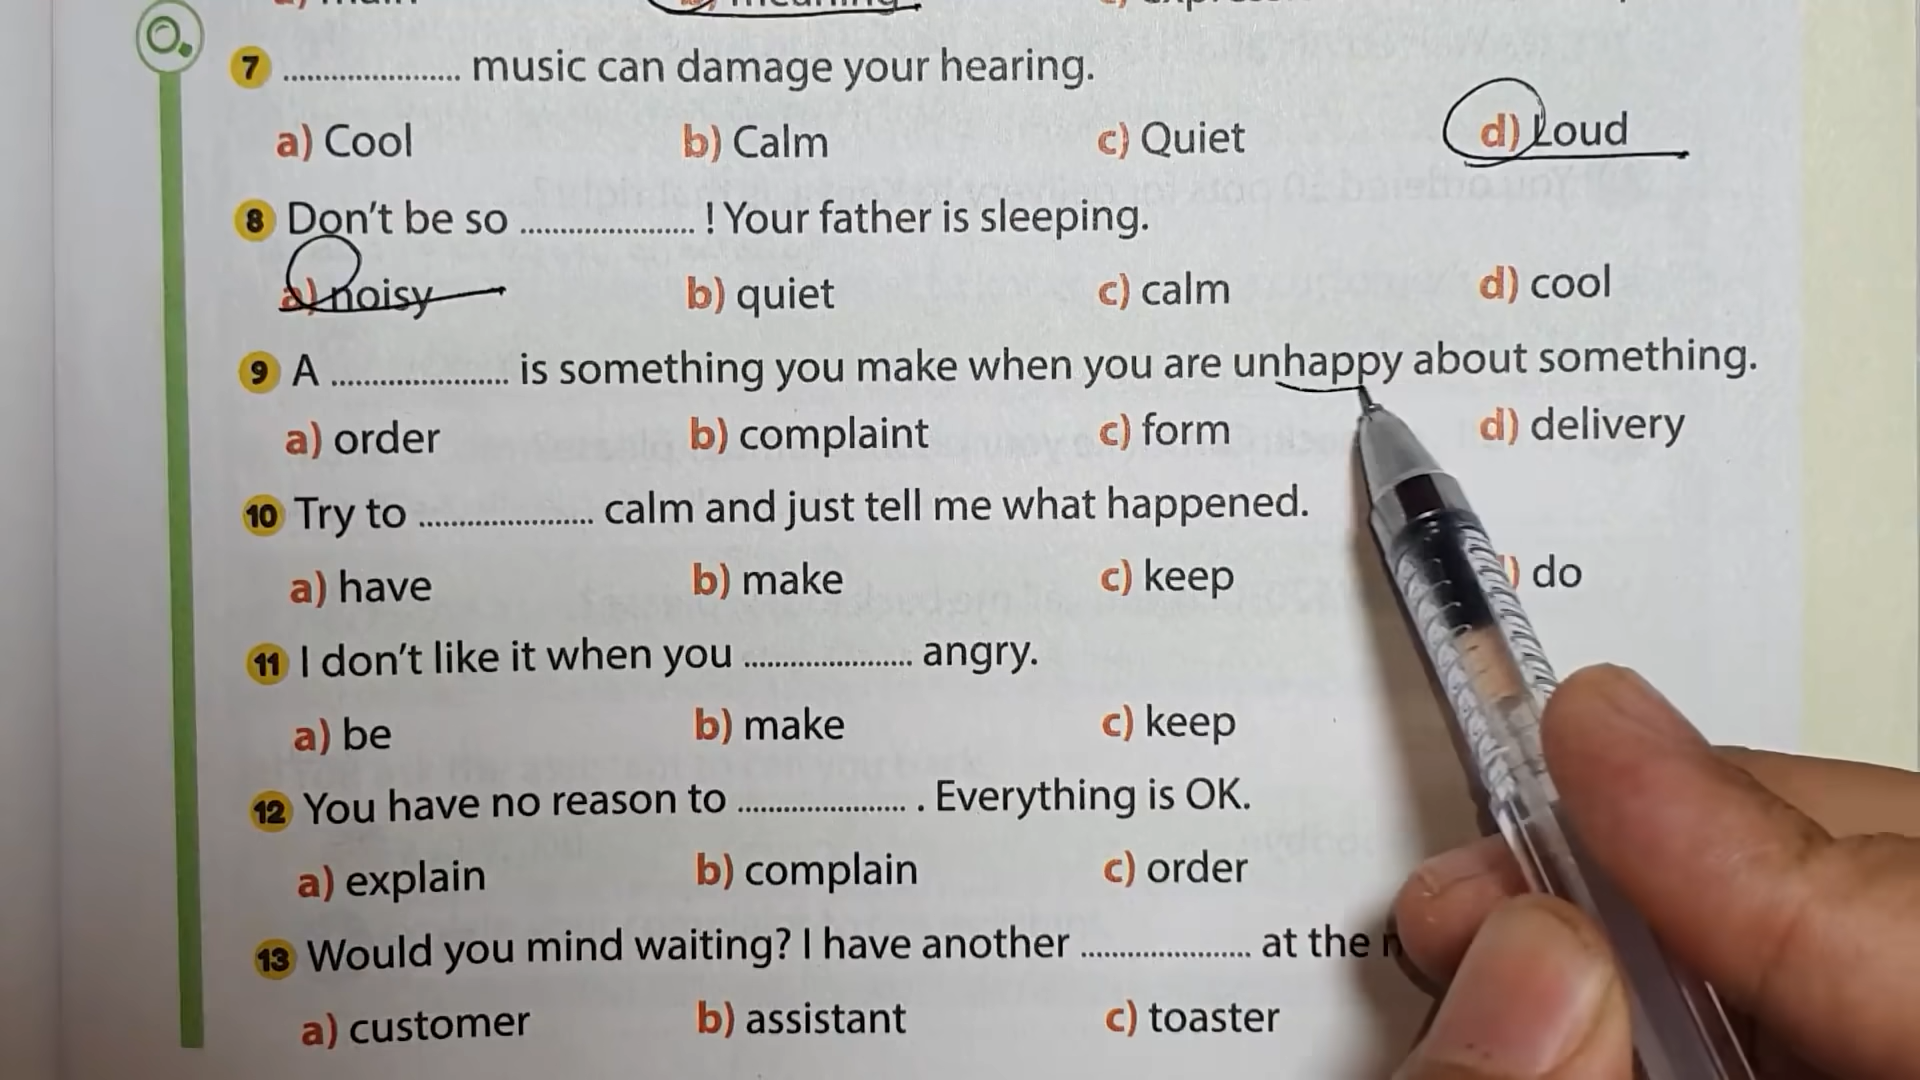 a) main b) meaning
7 ..................... music can damage your hearing.
a) Cool b) Calm c) Quiet d) Loud
8 Don't be so ..................... ! Your father is sleeping.
a) noisy b) quiet c) calm d) cool
9 A ..................... is something you make when you are unhappy about something.
a) order b) complaint c) form d) delivery
10 Try to ..................... calm and just tell me what happened.
a) have b) make c) keep ) do
11 I don't like it when you ..................... angry.
a) be b) make c) keep
12 You have no reason to ..................... . Everything is OK.
a) explain b) complain c) order
13 Would you mind waiting? I have another ..................... at the
a) customer b) assistant c) toaster